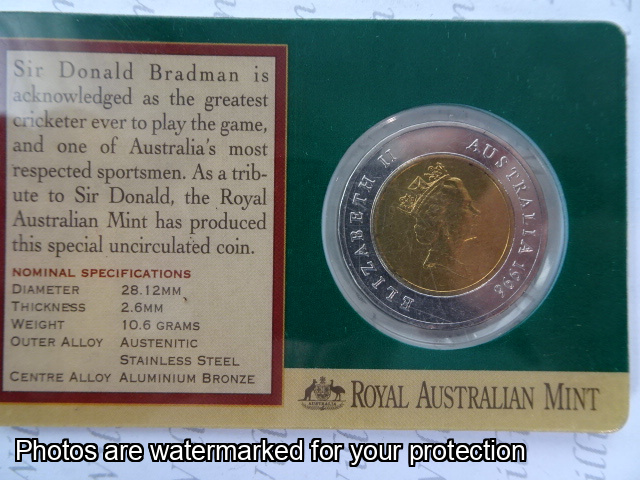 Sir Donald Bradman is
acknowledged as the greatest
cricketer ever to play the game,
and one of Australia's most
respected sportsmen. As a trib-
ute to Sir Donald, the Royal
Australian Mint has produced
this special uncirculated coin.
NOMINAL SPECIFICATIONS
DIAMETER 28.12MM
THICKNESS 2.6MM
WEIGHT 10.6 GRAMS
OUTER ALLOY AUSTENITIC
STAINLESS STEEL
CENTRE ALLOY ALUMINIUM BRONZE
ELIZABETH II
AUSTRALIA 1996
AUSTRALIA
ROYAL AUSTRALIAN MINT
Photos are watermarked for your protection